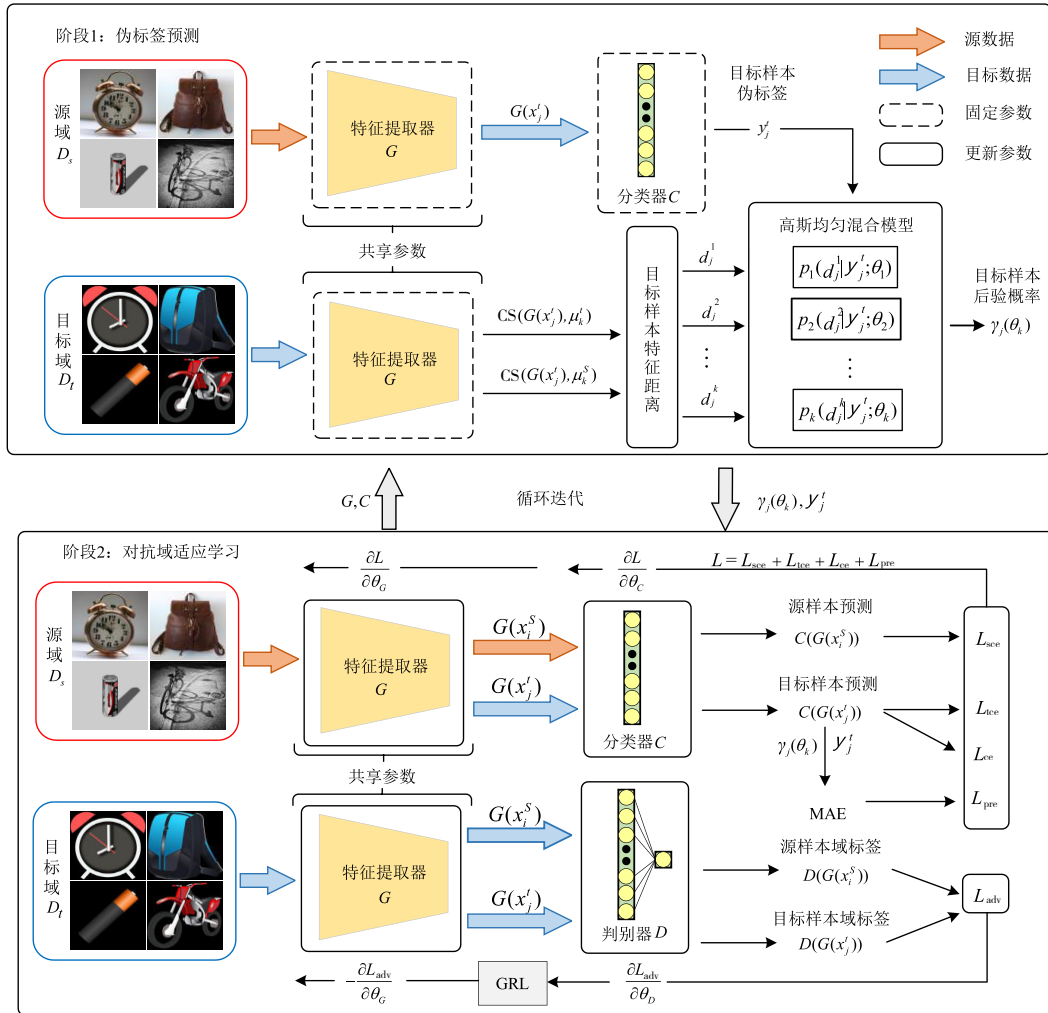 阶段1: 伪标签预测
源数据
目标数据
固定参数
更新参数
源域 D_s
特征提取器
G
G(x_j^t)
分类器C
目标样本
伪标签
y_j^t
共享参数
目标域 D_t
特征提取器
G
CS(G(x_j^t),μ_k^t)
CS(G(x_j^t),μ_k^S)
目标样本特征距离
d_j^1
d_j^2
⋮
d_j^k
高斯均匀混合模型
p_1(d_j^1|y_j^t;θ_1)
p_2(d_j^2|y_j^t;θ_2)
⋮
p_k(d_j^k|y_j^t;θ_k)
目标样本
后验概率
γ_j(θ_k)
G,C
循环迭代
γ_j(θ_k),y_j^t
阶段2: 对抗域适应学习
∂L/∂θ_G
∂L/∂θ_C
L=L_sce+L_tce+L_ce+L_pre
源域 D_s
特征提取器
G
G(x_i^S)
G(x_j^t)
分类器C
源样本预测
C(G(x_i^S))
目标样本预测
C(G(x_j^t))
γ_j(θ_k) y_j^t
MAE
L_sce
L_tce
L_ce
L_pre
共享参数
目标域 D_t
特征提取器
G
G(x_i^S)
G(x_j^t)
判别器D
源样本域标签
D(G(x_i^S))
目标样本域标签
D(G(x_j^t))
L_adv
-∂L_adv/∂θ_G
GRL
∂L_adv/∂θ_D